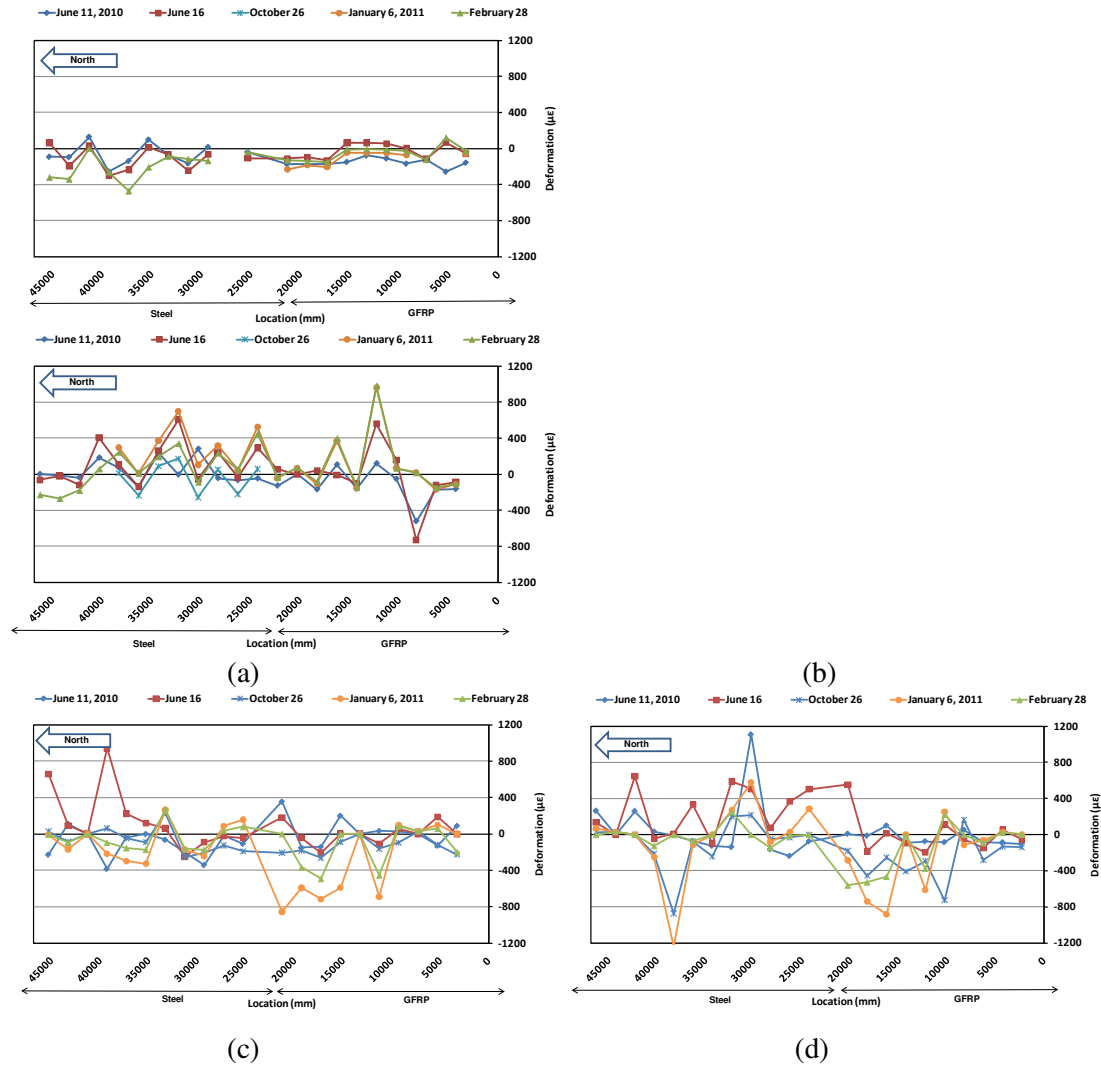 June 11, 2010 June 16 October 26 January 6, 2011 February 28
North
1200
800
400
0
-400
-800
-1200
Deformation (με)
45000 40000 35000 30000 25000 20000 15000 10000 5000 0
Steel Location (mm) GFRP
June 11, 2010 June 16 October 26 January 6, 2011 February 28
North
1200
800
400
0
-400
-800
-1200
Deformation (με)
45000 40000 35000 30000 25000 20000 15000 10000 5000 0
Steel Location (mm) GFRP
(a) (b)
June 11, 2010 June 16 October 26 January 6, 2011 February 28
North
1200
800
400
0
-400
-800
-1200
Deformation (με)
45000 40000 35000 30000 25000 20000 15000 10000 5000 0
Steel Location (mm) GFRP
(c)
June 11, 2010 June 16 October 26 January 6, 2011 February 28
North
1200
800
400
0
-400
-800
-1200
Deformation (με)
45000 40000 35000 30000 25000 20000 15000 10000 5000 0
Steel Location (mm) GFRP
(d)